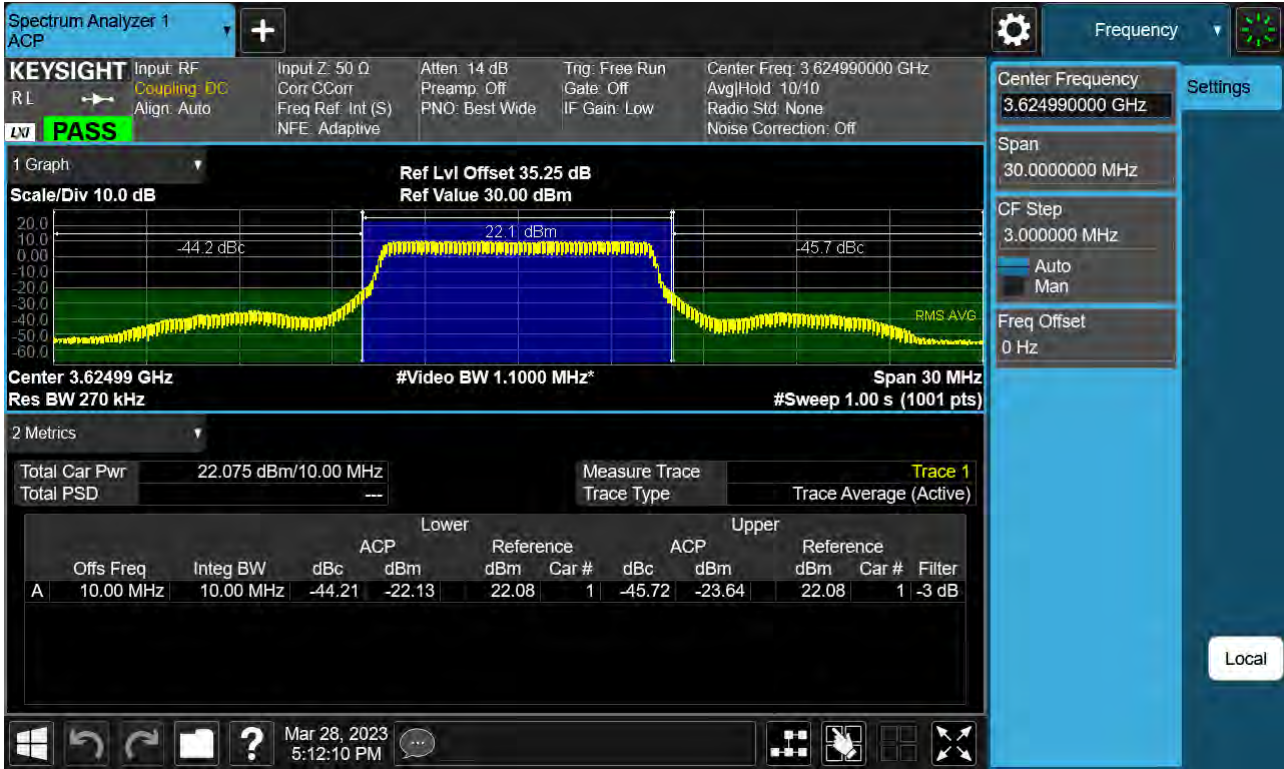 Spectrum Analyzer 1
ACP
Frequency
KEYSIGHT
R L
LXI
PASS
Input: RF
Coupling: DC
Align: Auto
Input Z: 50 Ω
Corr CCorr
Freq Ref: Int (S)
NFE: Adaptive
Atten: 14 dB
Preamp: Off
PNO: Best Wide
Trig: Free Run
Gate: Off
IF Gain: Low
Center Freq: 3.624990000 GHz
Avg|Hold: 10/10
Radio Std: None
Noise Correction: Off
1 Graph
Scale/Div 10.0 dB
Ref Lvl Offset 35.25 dB
Ref Value 30.00 dBm
20.0
10.0
0.00
-10.0
-20.0
-30.0
-40.0
-50.0
-60.0
-44.2 dBc
22.1 dBm
-45.7 dBc
RMS AVG
Center 3.62499 GHz
Res BW 270 kHz
#Video BW 1.1000 MHz*
Span 30 MHz
#Sweep 1.00 s (1001 pts)
2 Metrics
Total Car Pwr 22.075 dBm/10.00 MHz
Total PSD ---
Measure Trace Trace 1
Trace Type Trace Average (Active)
Lower Upper
ACP Reference ACP Reference
Offs Freq Integ BW dBc dBm dBm Car # dBc dBm dBm Car # Filter
A 10.00 MHz 10.00 MHz -44.21 -22.13 22.08 1 -45.72 -23.64 22.08 1 -3 dB
Center Frequency
3.624990000 GHz
Span
30.0000000 MHz
CF Step
3.000000 MHz
Auto
Man
Freq Offset
0 Hz
Settings
Local
?
Mar 28, 2023
5:12:10 PM